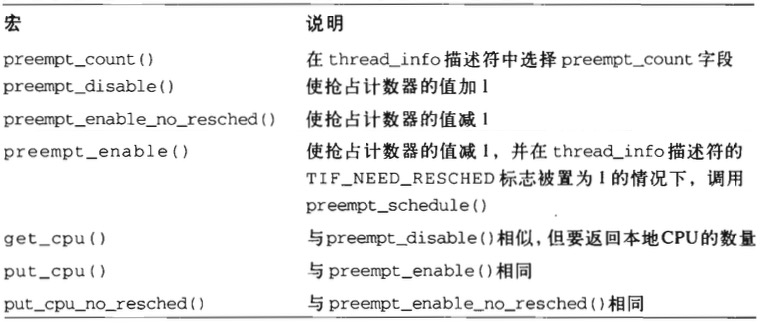 宏 说明
preempt_count() 在 thread_info 描述符中选择 preempt_count 字段
preempt_disable() 使抢占计数器的值加 1
preempt_enable_no_resched() 使抢占计数器的值减 1
preempt_enable() 使抢占计数器的值减 1，并在 thread_info 描述符的
TIF_NEED_RESCHED 标志被置为 1 的情况下，调用
preempt_schedule()
get_cpu() 与 preempt_disable() 相似，但要返回本地 CPU 的数量
put_cpu() 与 preempt_enable() 相同
put_cpu_no_resched() 与 preempt_enable_no_resched() 相同